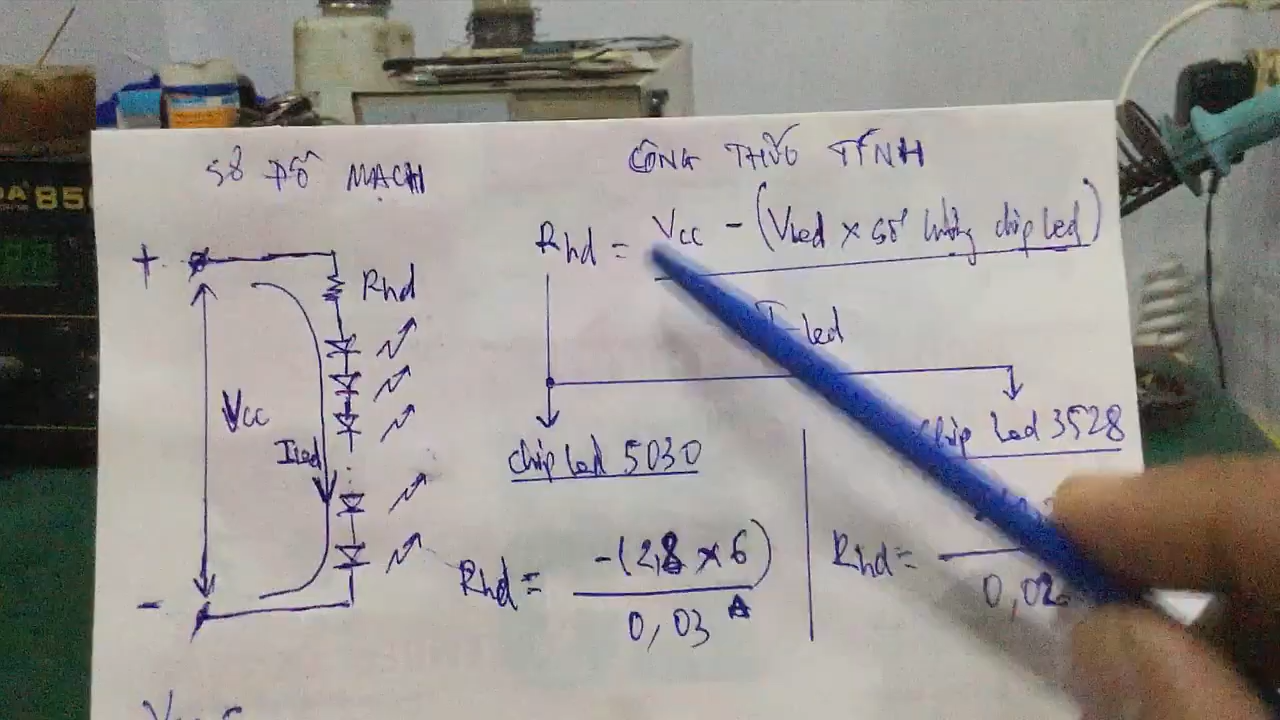 SƠ ĐỒ MẠCH
CÔNG THỨC TÍNH
Rhd = Vcc - (Vled x số lượng chip led)
I-led
+
Rhd
Vcc
Iled
-
chip led 5030
Rhd = -(2,8 x 6)
0,03 A
chip led 3528
Rhd =
0,02
850